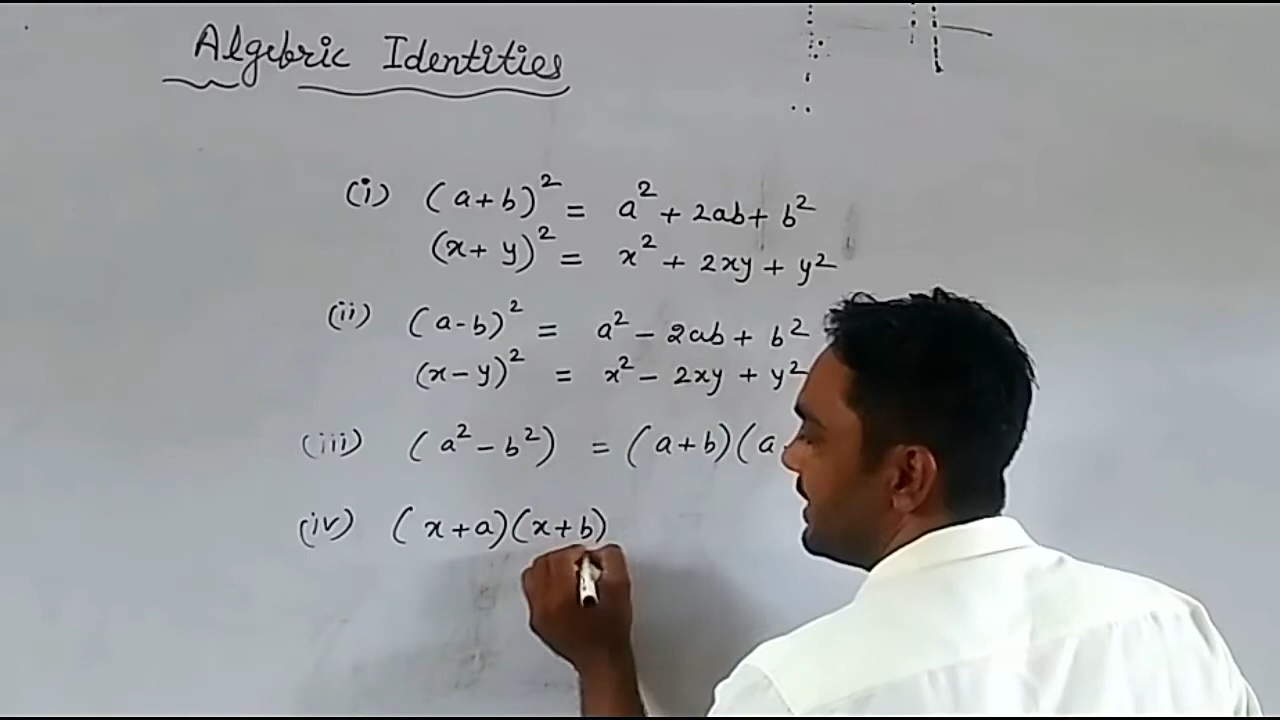 Algebric Identities
(i) (a+b)² = a² + 2ab + b²
(x+y)² = x² + 2xy + y²
(ii) (a-b)² = a² - 2ab + b²
(x-y)² = x² - 2xy + y²
(iii) (a² - b²) = (a+b)(a
(iv) (x+a)(x+b)